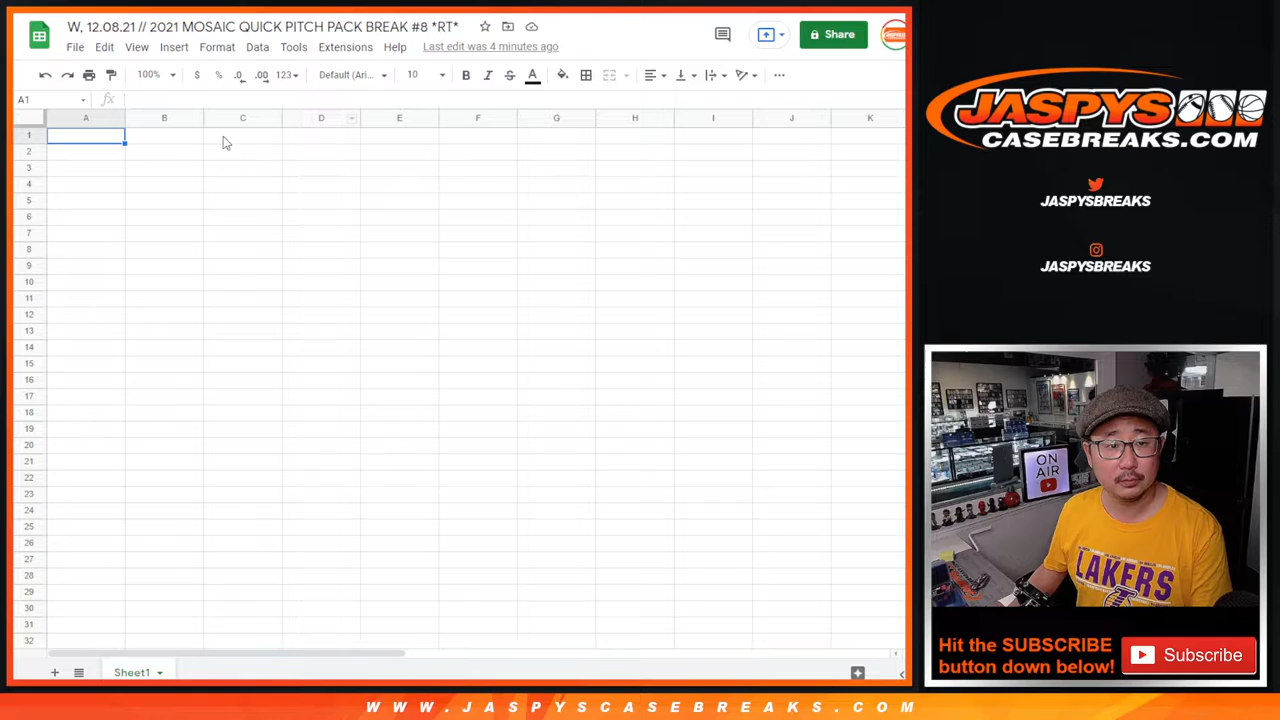 W, 12.08.21 // 2021 MOSAIC QUICK PITCH PACK BREAK #8 *RT*
File Edit View Insert Format Data Tools Extensions Help Last edit was 4 minutes ago
Share
100% $ % .0 .00 123 Default (Ari... 10 B I S A
A1 fx
A B C D E F G H I J K
1
2
3
4
5
6
7
8
9
10
11
12
13
14
15
16
17
18
19
20
21
22
23
24
25
26
27
28
29
30
31
32
Sheet1
JASPYS
CASEBREAKS.COM
JASPYSBREAKS
JASPYSBREAKS
ON
AIR
LAKERS
Hit the SUBSCRIBE
button down below!
Subscribe
WWW.JASPYSCASEBREAKS.COM